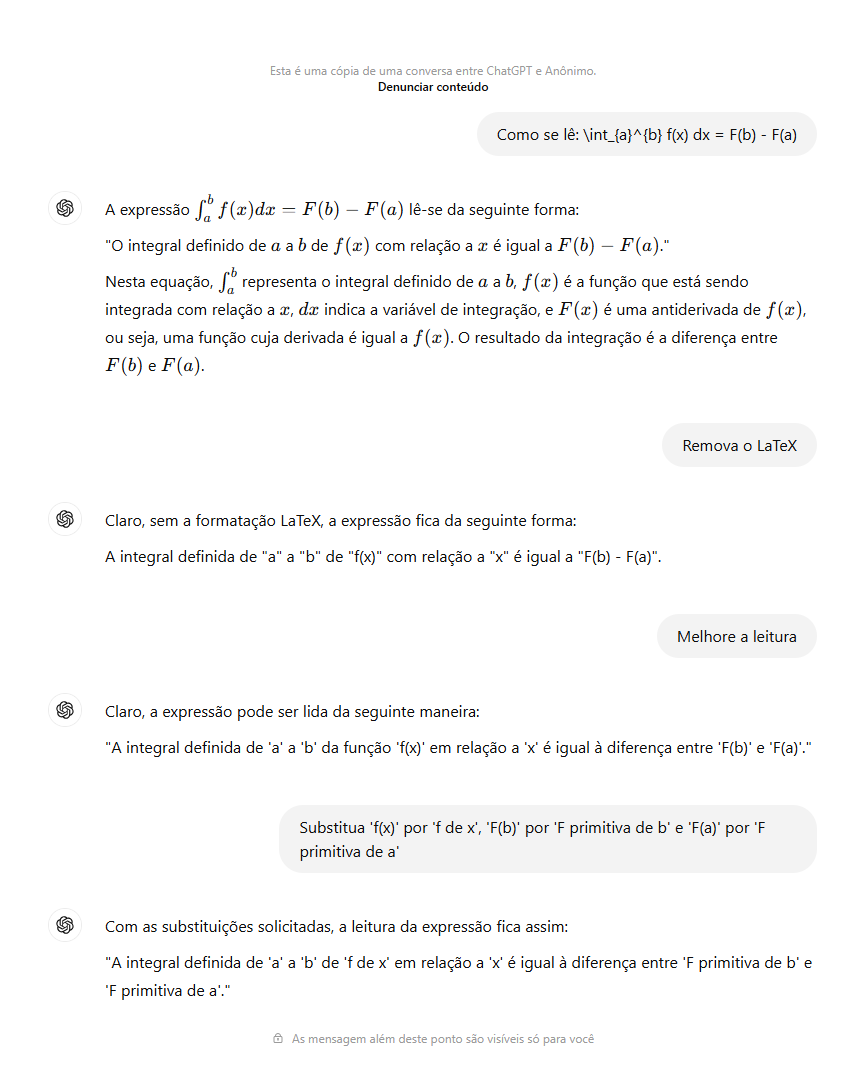 Esta é uma cópia de uma conversa entre ChatGPT e Anônimo.
Denunciar conteúdo
Como se lê: \int_{a}^{b} f(x) dx = F(b) - F(a)
A expressão ∫_a^b f(x)dx = F(b) − F(a) lê-se da seguinte forma:
"O integral definido de a a b de f(x) com relação a x é igual a F(b) − F(a)."
Nesta equação, ∫_a^b representa o integral definido de a a b, f(x) é a função que está sendo
integrada com relação a x, dx indica a variável de integração, e F(x) é uma antiderivada de f(x),
ou seja, uma função cuja derivada é igual a f(x). O resultado da integração é a diferença entre
F(b) e F(a).
Remova o LaTeX
Claro, sem a formatação LaTeX, a expressão fica da seguinte forma:
A integral definida de "a" a "b" de "f(x)" com relação a "x" é igual a "F(b) - F(a)".
Melhore a leitura
Claro, a expressão pode ser lida da seguinte maneira:
"A integral definida de 'a' a 'b' da função 'f(x)' em relação a 'x' é igual à diferença entre 'F(b)' e 'F(a)'."
Substitua 'f(x)' por 'f de x', 'F(b)' por 'F primitiva de b' e 'F(a)' por 'F
primitiva de a'
Com as substituições solicitadas, a leitura da expressão fica assim:
"A integral definida de 'a' a 'b' de 'f de x' em relação a 'x' é igual à diferença entre 'F primitiva de b' e
'F primitiva de a'."
As mensagem além deste ponto são visíveis só para você